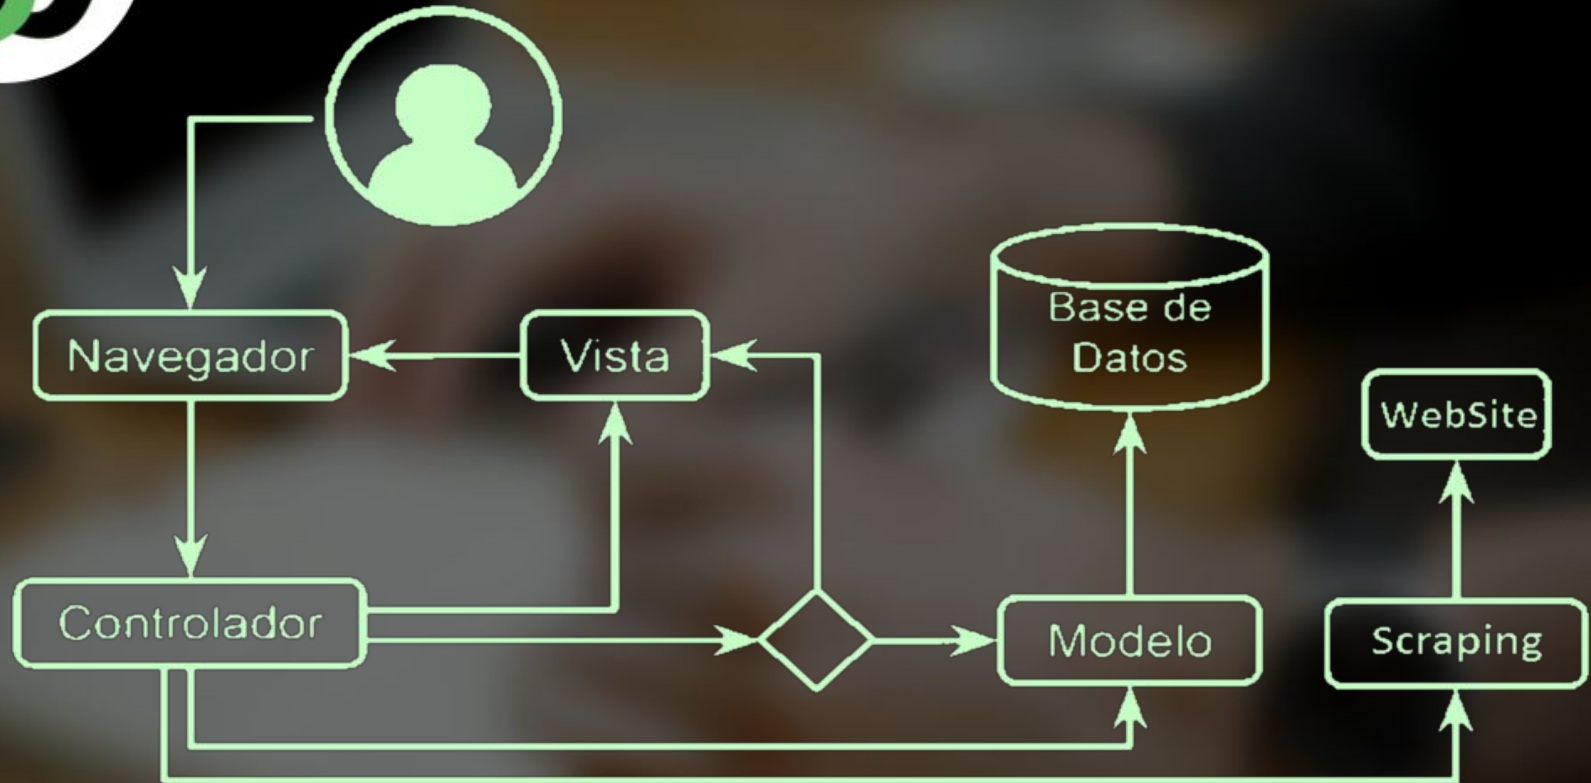 Navegador
Vista
Base de
Datos
WebSite
Controlador
Modelo
Scraping